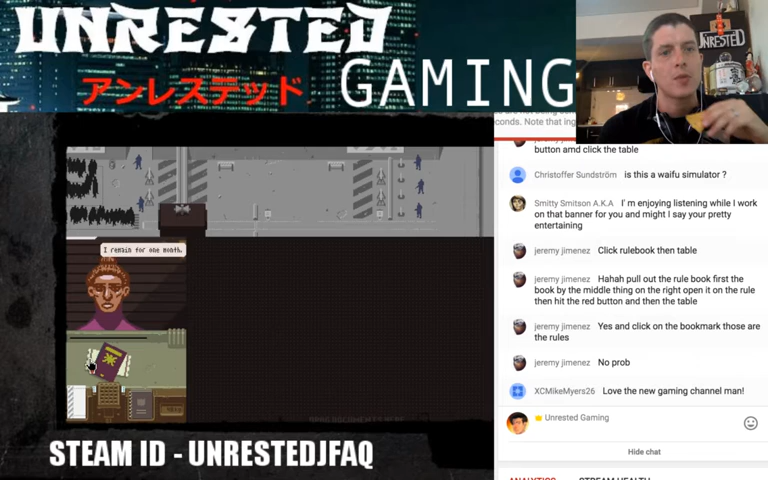 UNRESTED
アンレステッド
GAMING
UNRESTED
conds. Note that ing
button amd click the table
Christoffer Sundström is this a waifu simulator ?
Smitty Smitson A.K.A I' m enjoying listening while I work
on that banner for you and might I say your pretty
entertaining
jeremy jimenez Click rulebook then table
jeremy jimenez Hahah pull out the rule book first the
book by the middle thing on the right open it on the rule
then hit the red button and then the table
jeremy jimenez Yes and click on the bookmark those are
the rules
jeremy jimenez No prob
XCMikeMyers26 Love the new gaming channel man!
Unrested Gaming
Hide chat
ANALYTICS STREAM HEALTH
I remain for one month.
STEAM ID - UNRESTEDJFAQ